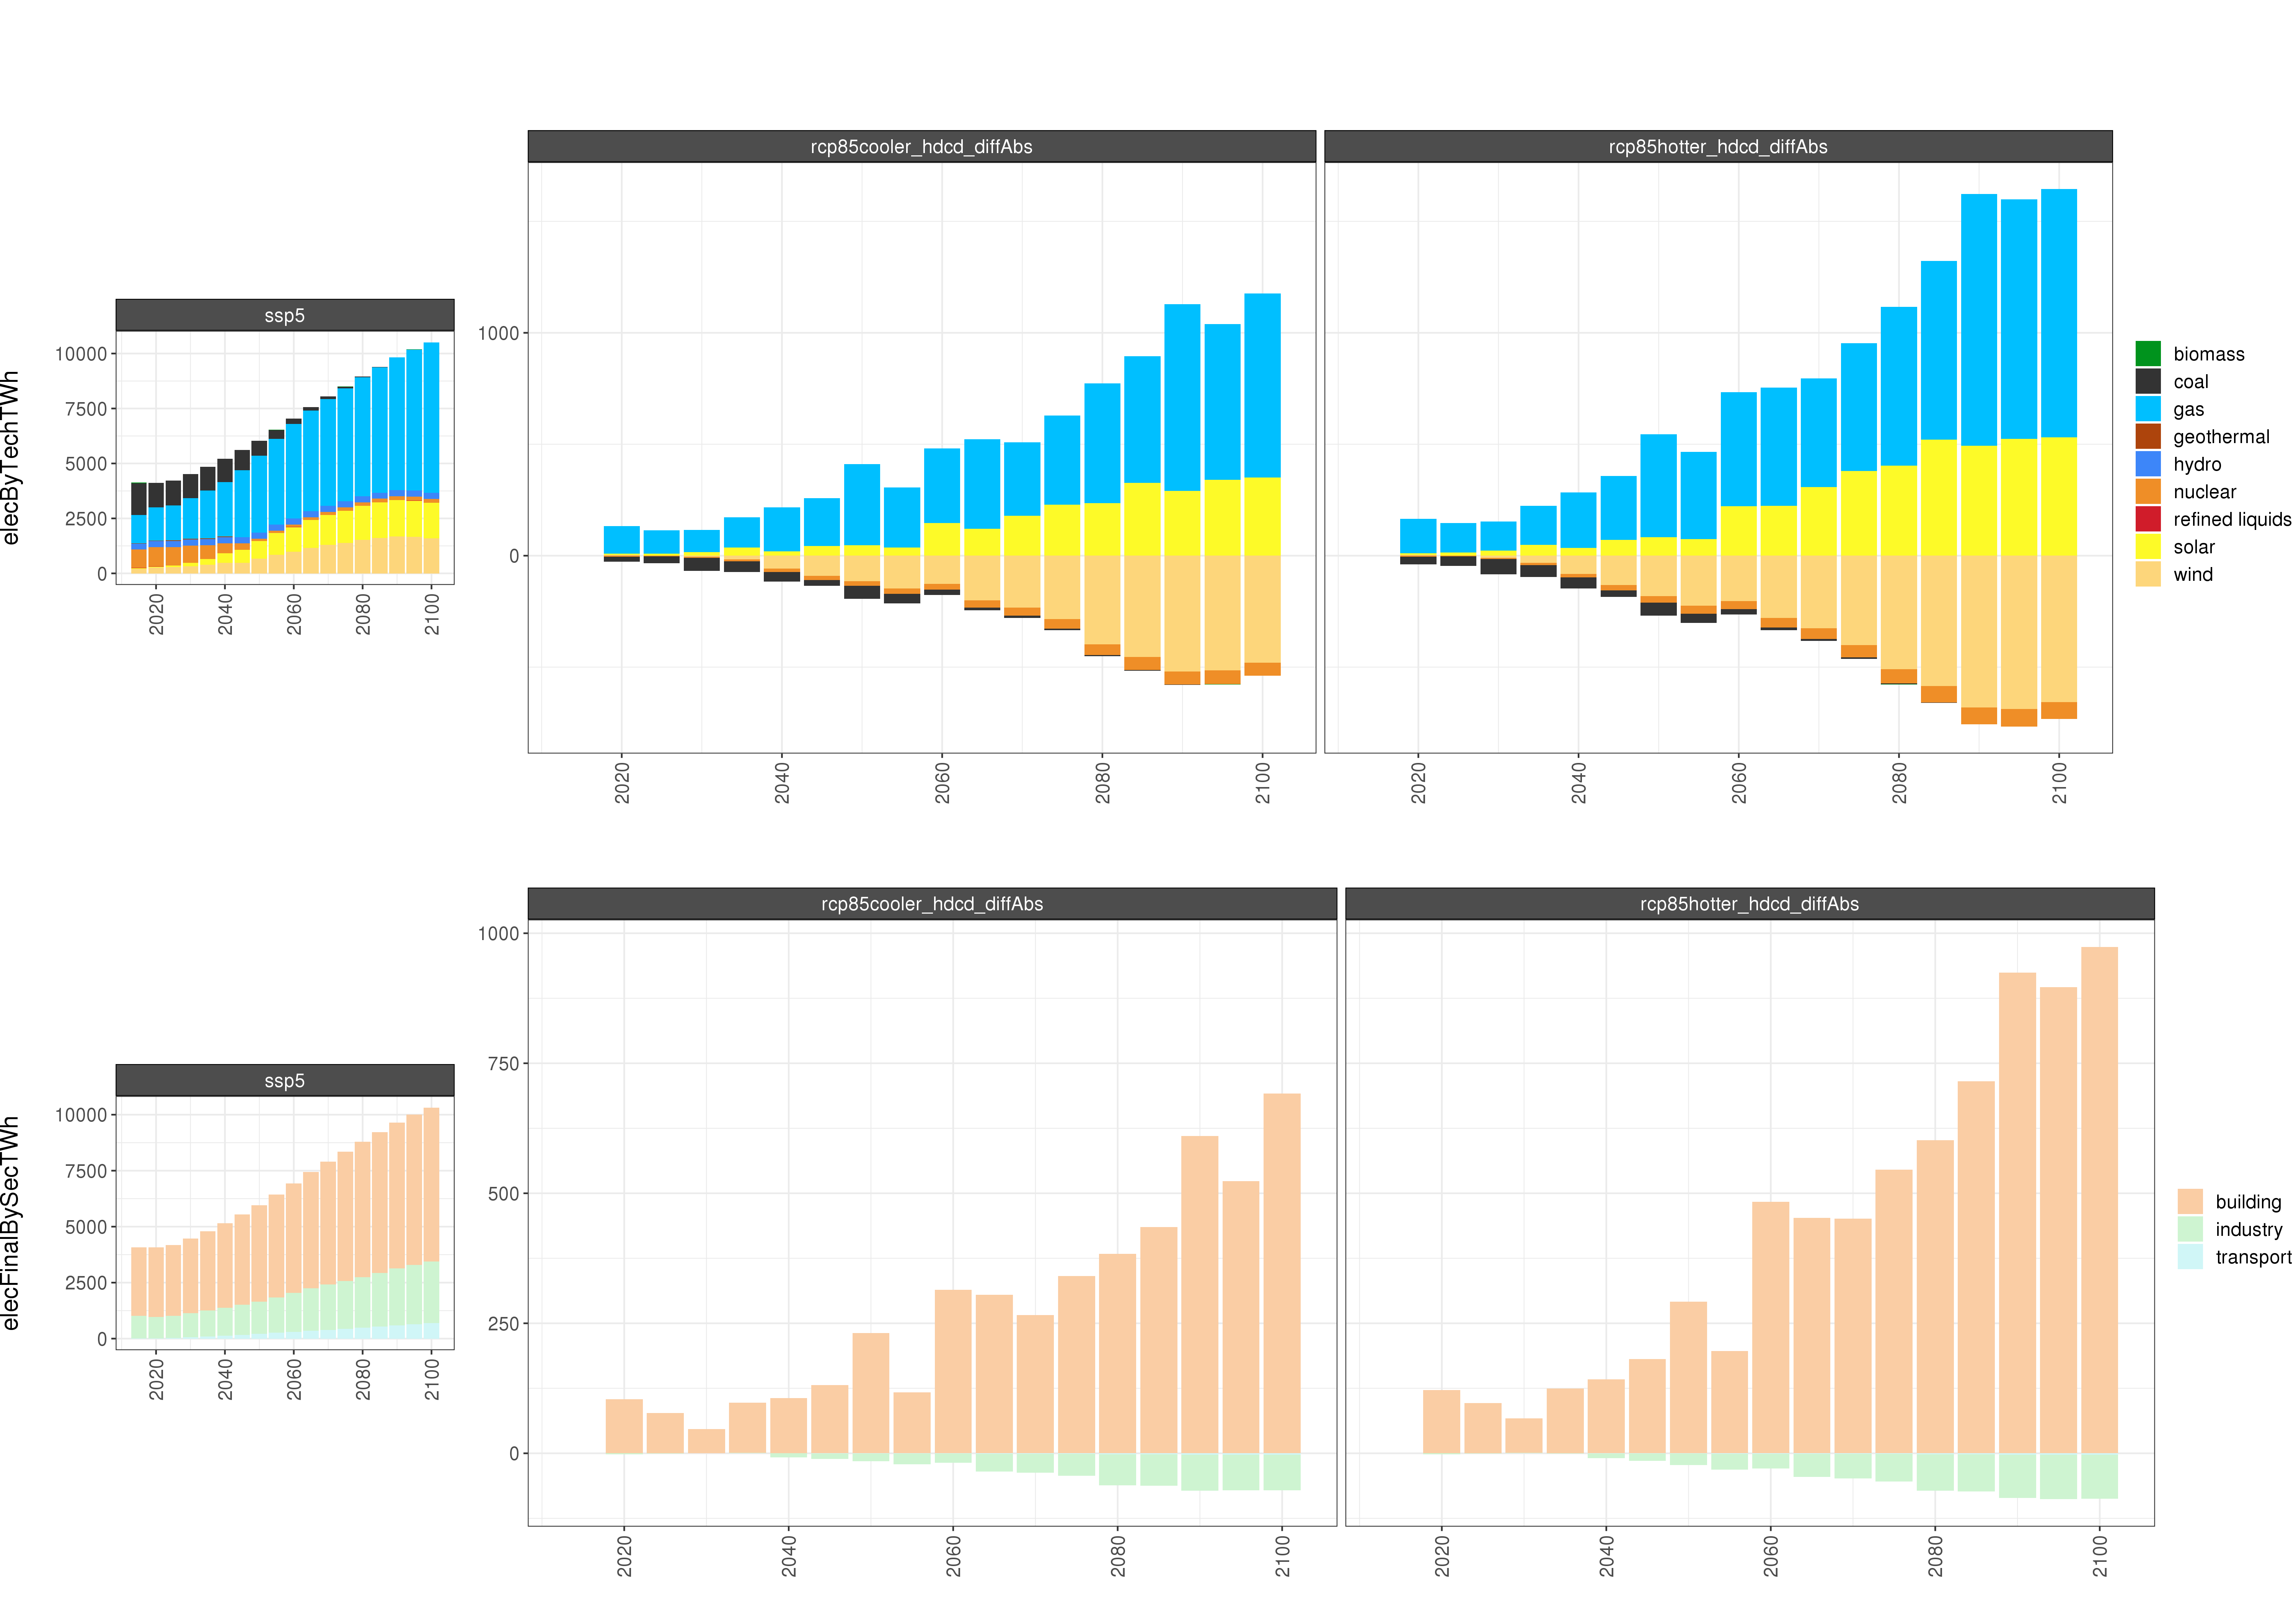 rcp85cooler_hdcd_diffAbs
rcp85hotter_hdcd_diffAbs
ssp5
elecByTechTWh
10000
7500
5000
2500
0
2020
2040
2060
2080
2100
1000
0
2020
2040
2060
2080
2100
2020
2040
2060
2080
2100
biomass
coal
gas
geothermal
hydro
nuclear
refined liquids
solar
wind
rcp85cooler_hdcd_diffAbs
rcp85hotter_hdcd_diffAbs
ssp5
elecFinalBySecTWh
10000
7500
5000
2500
0
2020
2040
2060
2080
2100
1000
750
500
250
0
2020
2040
2060
2080
2100
2020
2040
2060
2080
2100
building
industry
transport